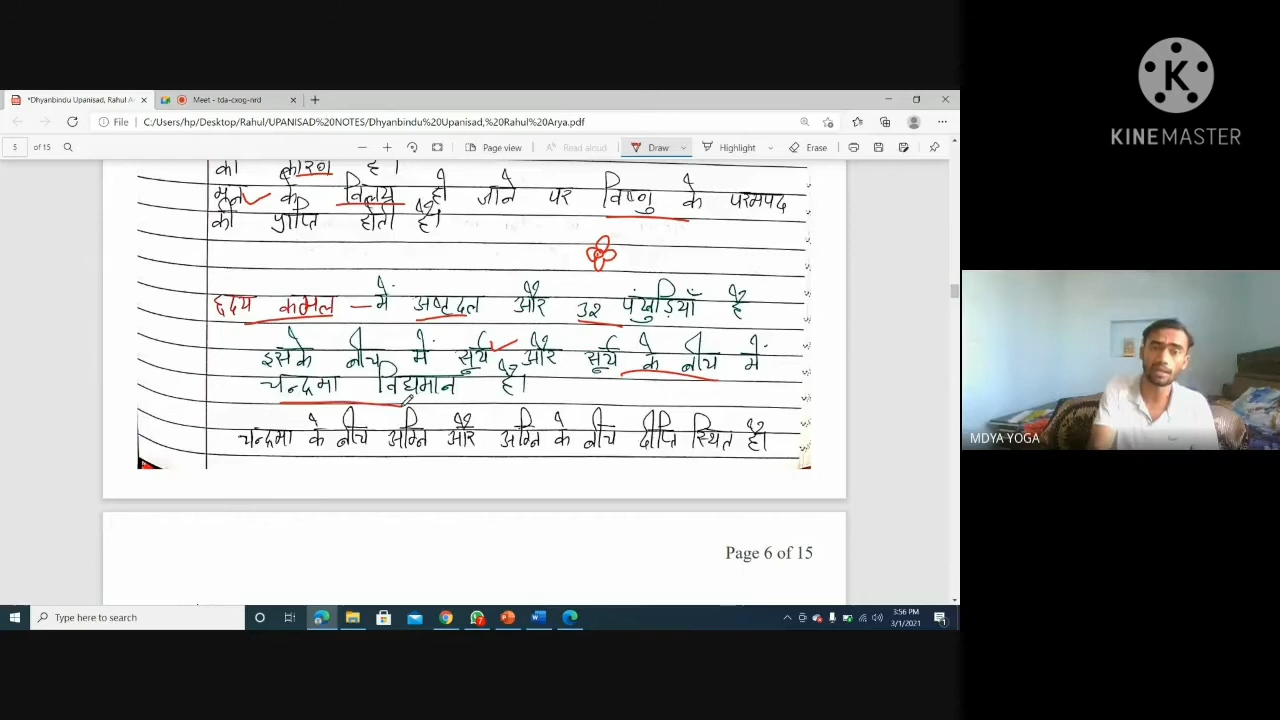 *Dhyanbindu Upanisad, Rahul A
Meet - tda-cxog-nrd
File
C:/Users/hp/Desktop/Rahul/UPANISAD%20NOTES/Dhyanbindu%20Upanisad,%20Rahul%20Arya.pdf
5 of 15
Page view
Read aloud
Draw
Highlight
Erase
का कारण है।
मन के विलय हो जाने पर विष्णु के परमपद
की प्राप्ति होती है।
हृदय कमल — में अष्टदल और ३२ पंखुड़ियाँ है
इसके बीच में सूर्य और सूर्य के बीच में
चन्द्रमा विद्यमान है।
चन्द्रमा के बीच अग्नि और अग्नि के बीच दीप्ति स्थित है।
Page 6 of 15
Type here to search
3:56 PM
3/1/2021
K
KINEMASTER
MDYA YOGA